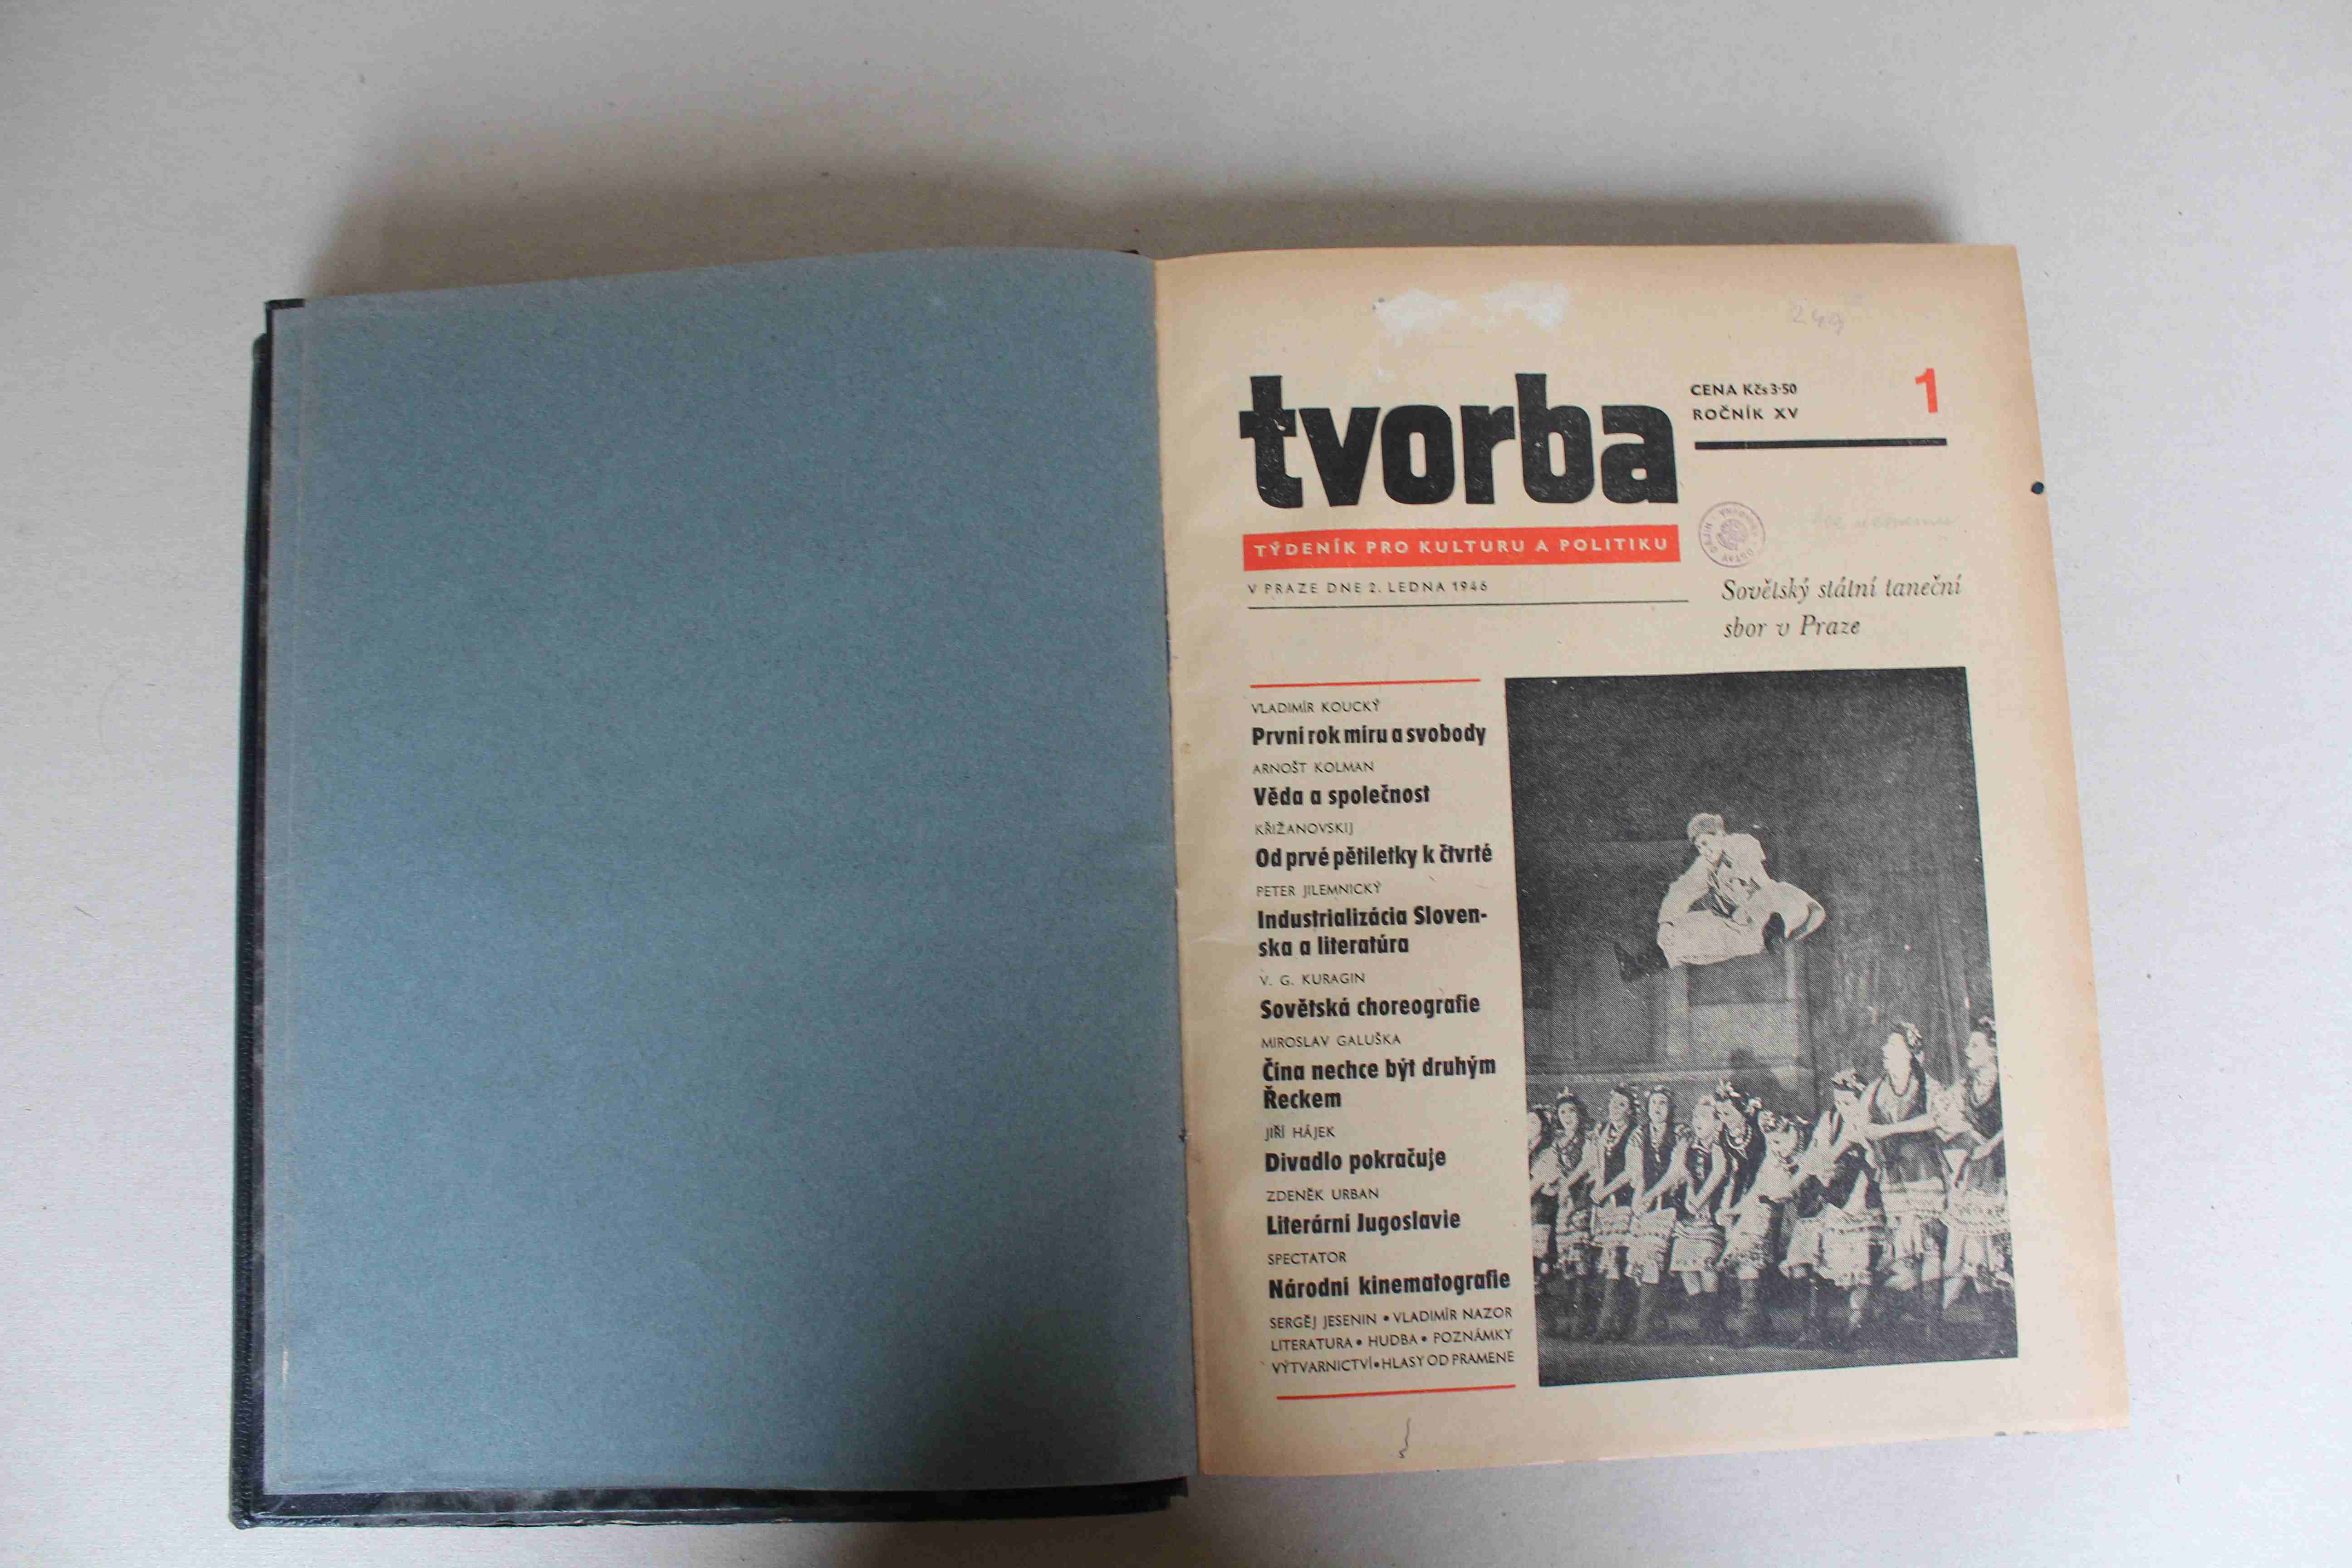 249
tvorba
CENA Kčs 3·50
ROČNÍK XV
1
TÝDENÍK PRO KULTURU A POLITIKU
V PRAZE DNE 2. LEDNA 1946
Sovětský státní taneční
sbor v Praze
VLADIMÍR KOUCKÝ
První rok míru a svobody
ARNOŠT KOLMAN
Věda a společnost
KŘIŽANOVSKIJ
Od prvé pětiletky k čtvrté
PETER JILEMNICKÝ
Industrializácia Sloven-
ska a literatúra
V. G. KURAGIN
Sovětská choreografie
MIROSLAV GALUŠKA
Čína nechce být druhým
Řeckem
JIŘÍ HÁJEK
Divadlo pokračuje
ZDENĚK URBAN
Literární Jugoslavie
SPECTATOR
Národní kinematografie
SERGĚJ JESENIN • VLADIMÍR NAZOR
LITERATURA • HUDBA • POZNÁMKY
VÝTVARNICTVÍ • HLASY OD PRAMENE